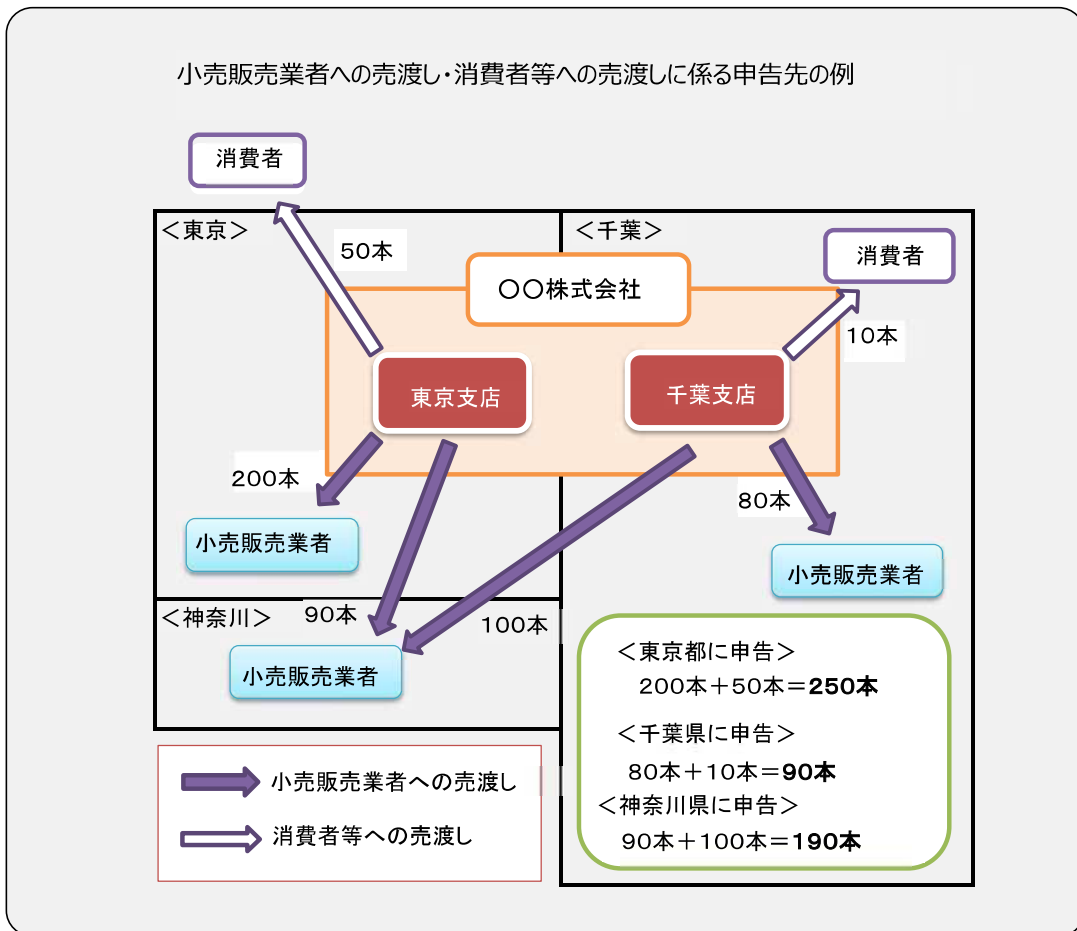 小売販売業者への売渡し・消費者等への売渡しに係る申告先の例
消費者
＜東京＞
＜千葉＞
50本
消費者
〇〇株式会社
10本
東京支店
千葉支店
200本
80本
小売販売業者
小売販売業者
＜神奈川＞
90本
100本
小売販売業者
＜東京都に申告＞
200本＋50本＝250本
＜千葉県に申告＞
80本＋10本＝90本
＜神奈川県に申告＞
90本＋100本＝190本
小売販売業者への売渡し
消費者等への売渡し